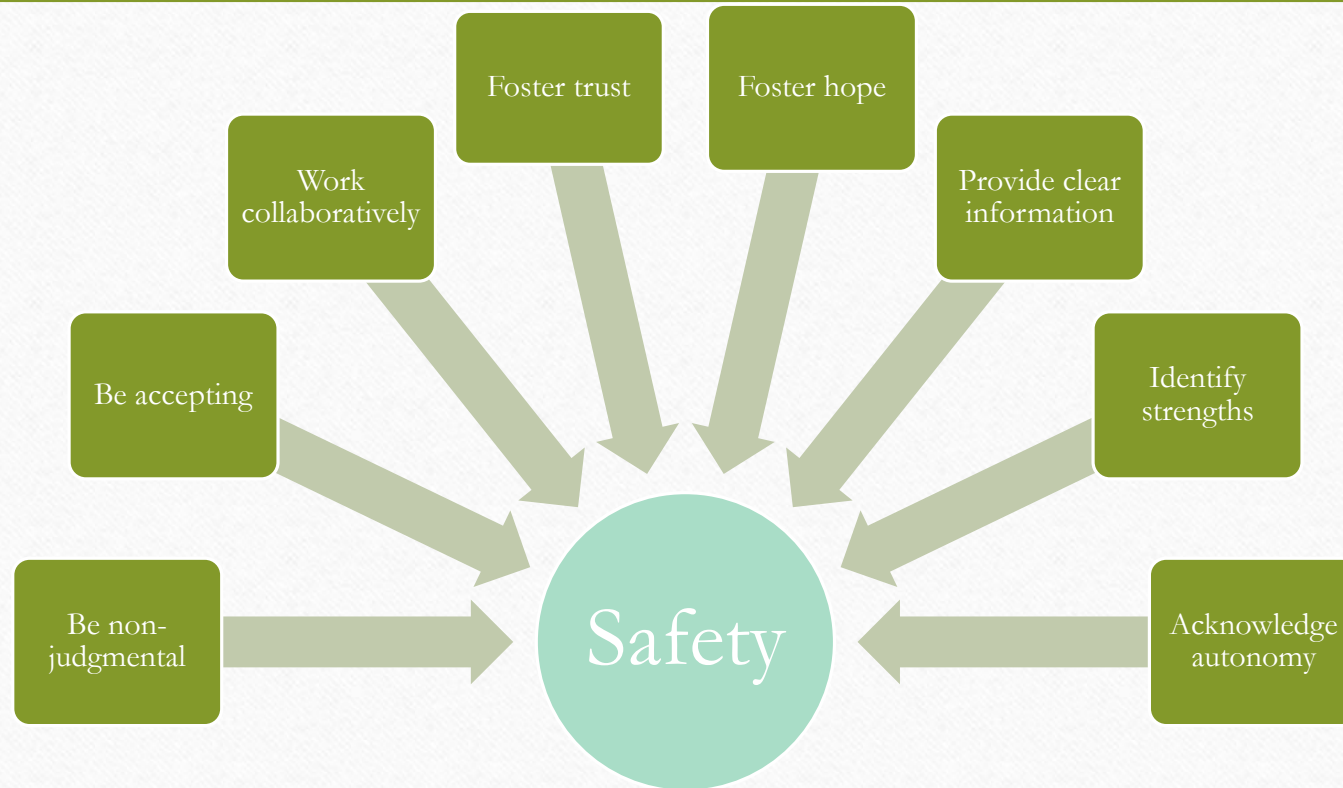 Foster trust
Foster hope
Work
collaboratively
Provide clear
information
Be accepting
Identify
strengths
Be non-
judgmental
Safety
Acknowledge
autonomy